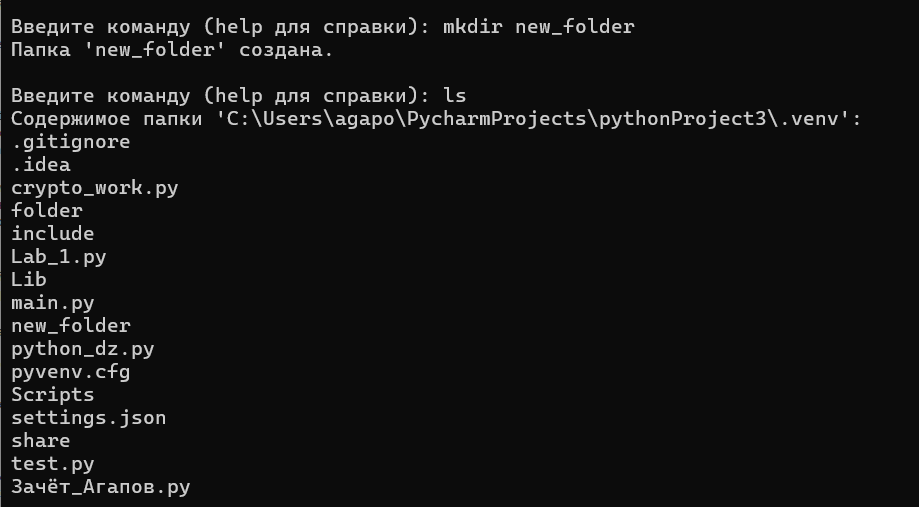 Введите команду (help для справки): mkdir new_folder
Папка 'new_folder' создана.
Введите команду (help для справки): ls
Содержимое папки 'C:\Users\agapo\PycharmProjects\pythonProject3\.venv':
.gitignore
.idea
crypto_work.py
folder
include
Lab_1.py
Lib
main.py
new_folder
python_dz.py
pyvenv.cfg
Scripts
settings.json
share
test.py
Зачёт_Агапов.py